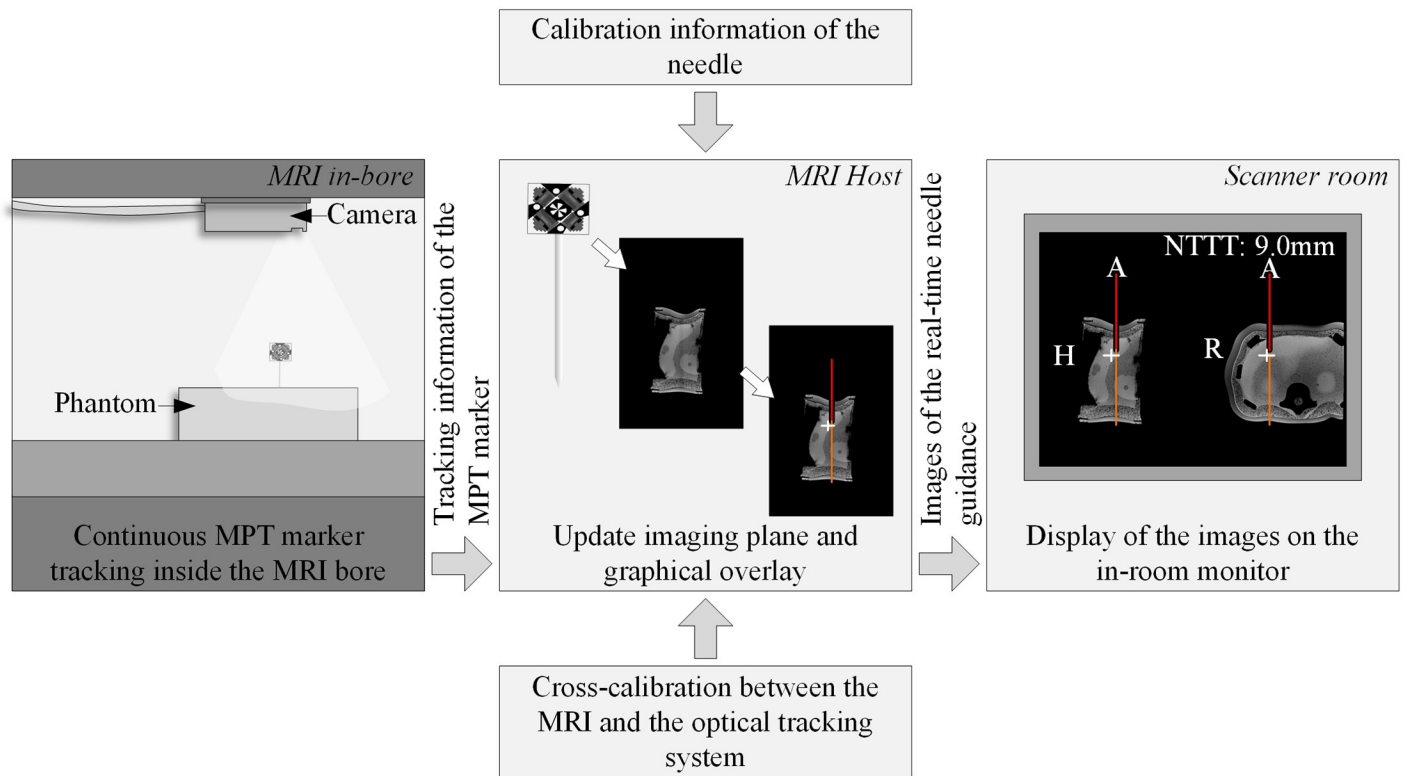 Calibration information of the
needle
MRI in-bore
Camera
Phantom
Continuous MPT marker
tracking inside the MRI bore
Tracking information of the
MPT marker
MRI Host
Update imaging plane and
graphical overlay
Images of the real-time needle
guidance
Scanner room
NTTT: 9.0mm
A
A
H
R
Display of the images on the
in-room monitor
Cross-calibration between the
MRI and the optical tracking
system